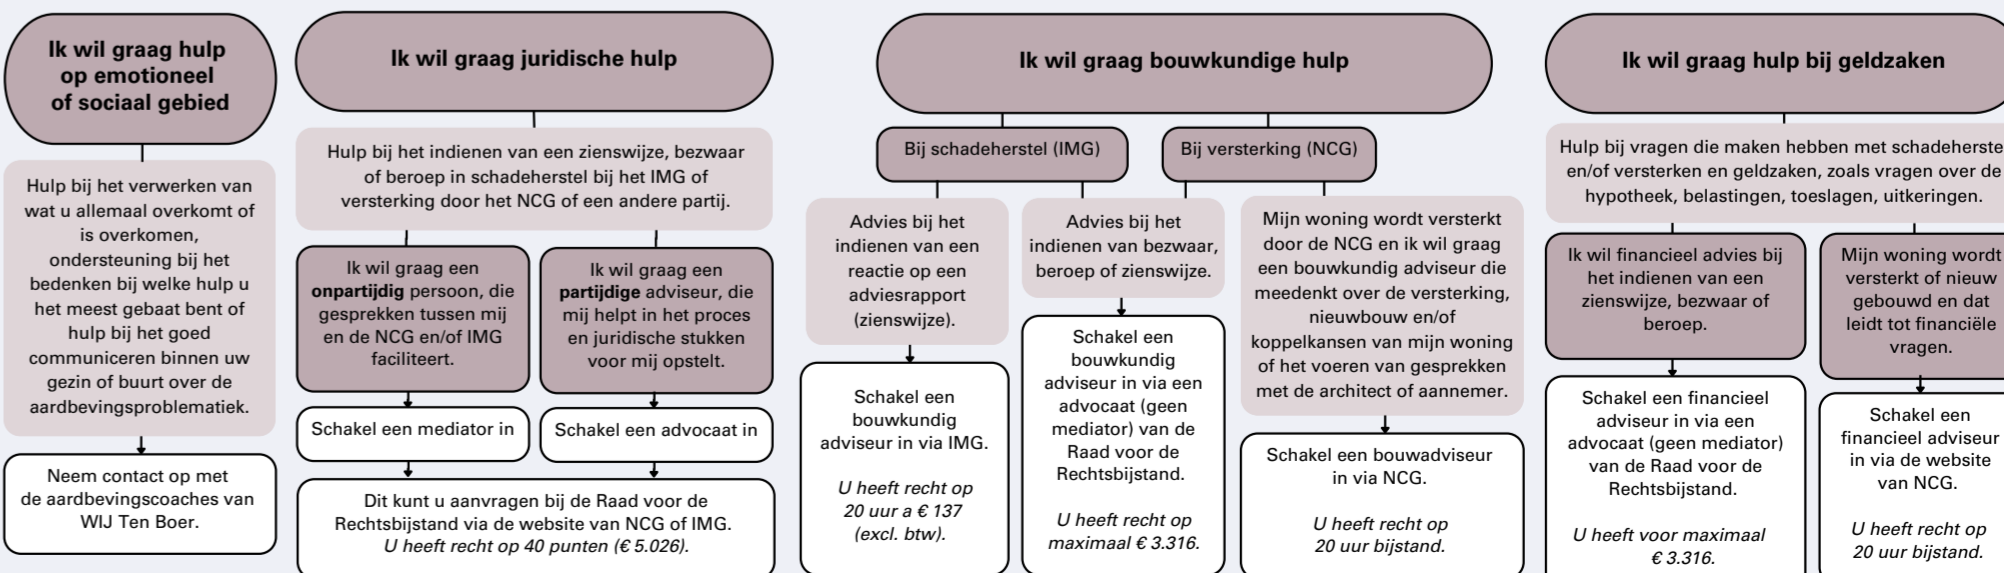 Ik wil graag hulp
op emotioneel
of sociaal gebied
Hulp bij het verwerken van
wat u allemaal overkomt of
is overkomen,
ondersteuning bij het
bedenken bij welke hulp u
het meest gebaat bent of
hulp bij het goed
communiceren binnen uw
gezin of buurt over de
aardbevingsproblematiek.
Neem contact op met
de aardbevingscoaches van
WIJ Ten Boer.
Ik wil graag juridische hulp
Hulp bij het indienen van een zienswijze, bezwaar
of beroep in schadeherstel bij het IMG of
versterking door het NCG of een andere partij.
Ik wil graag een
onpartijdig persoon, die
gesprekken tussen mij
en de NCG en/of IMG
faciliteert.
Schakel een mediator in
Ik wil graag een
partijdige adviseur, die
mij helpt in het proces
en juridische stukken
voor mij opstelt.
Schakel een advocaat in
Dit kunt u aanvragen bij de Raad voor de
Rechtsbijstand via de website van NCG of IMG.
U heeft recht op 40 punten (€ 5.026).
Ik wil graag bouwkundige hulp
Bij schadeherstel (IMG)
Bij versterking (NCG)
Advies bij het
indienen van een
reactie op een
adviesrapport
(zienswijze).
Schakel een
bouwkundig
adviseur in via IMG.
U heeft recht op
20 uur a € 137
(excl. btw).
Advies bij het
indienen van bezwaar,
beroep of zienswijze.
Schakel een
bouwkundig
adviseur in via een
advocaat (geen
mediator) van de
Raad voor de
Rechtsbijstand.
U heeft recht op
maximaal € 3.316.
Mijn woning wordt versterkt
door de NCG en ik wil graag
een bouwkundig adviseur die
meedenkt over de versterking,
nieuwbouw en/of
koppelkansen van mijn woning
of het voeren van gesprekken
met de architect of aannemer.
Schakel een bouwadviseur
in via NCG.
U heeft recht op
20 uur bijstand.
Ik wil graag hulp bij geldzaken
Hulp bij vragen die maken hebben met schadeherste
en/of versterken en geldzaken, zoals vragen over de
hypotheek, belastingen, toeslagen, uitkeringen.
Ik wil financieel advies bij
het indienen van een
zienswijze, bezwaar of
beroep.
Schakel een financieel
adviseur in via een
advocaat (geen mediator)
van de Raad voor de
Rechtsbijstand.
U heeft voor maximaal
€ 3.316.
Mijn woning wordt
versterkt of nieuw
gebouwd en dat
leidt tot financiële
vragen.
Schakel een
financieel adviseur
in via de website
van NCG.
U heeft recht op
20 uur bijstand.